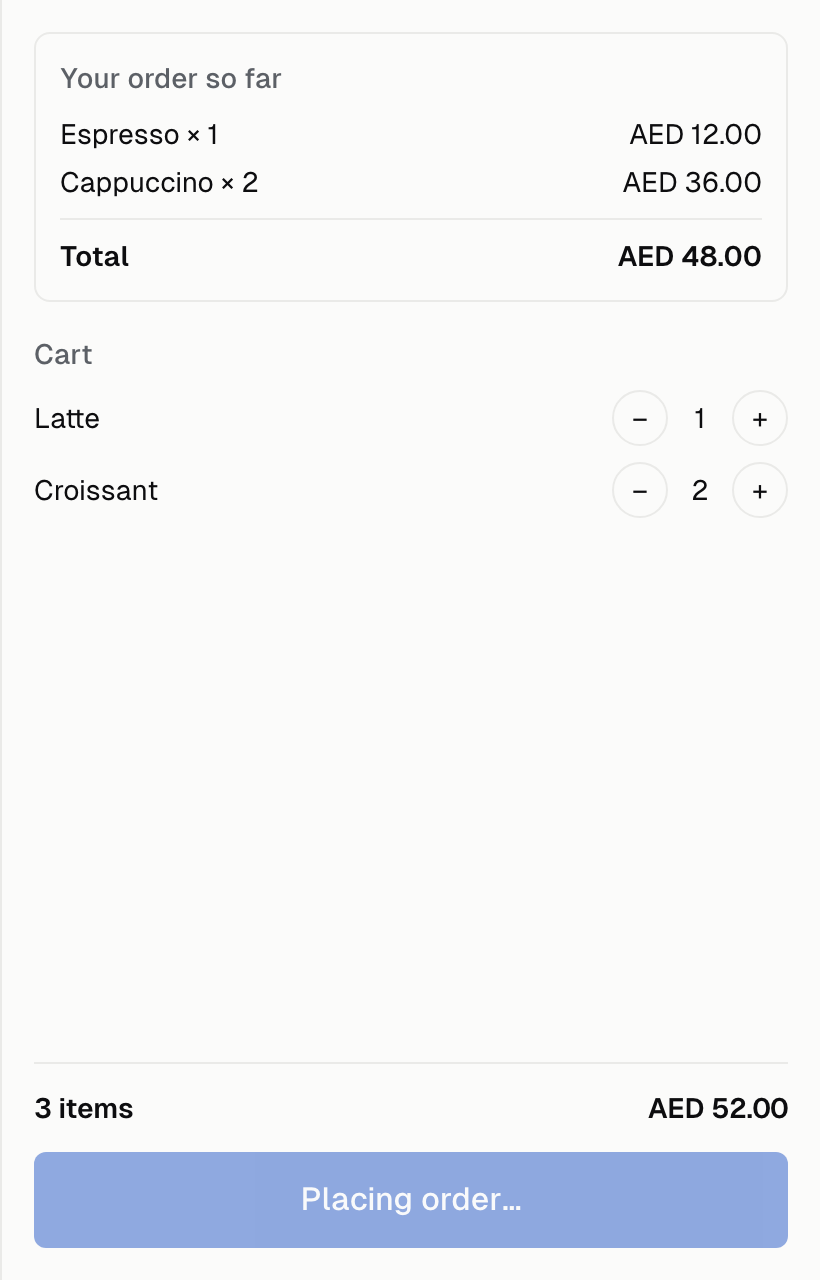 Your order so far
Espresso × 1 AED 12.00
Cappuccino × 2 AED 36.00
Total AED 48.00
Cart
Latte − 1 +
Croissant − 2 +
3 items AED 52.00
Placing order…